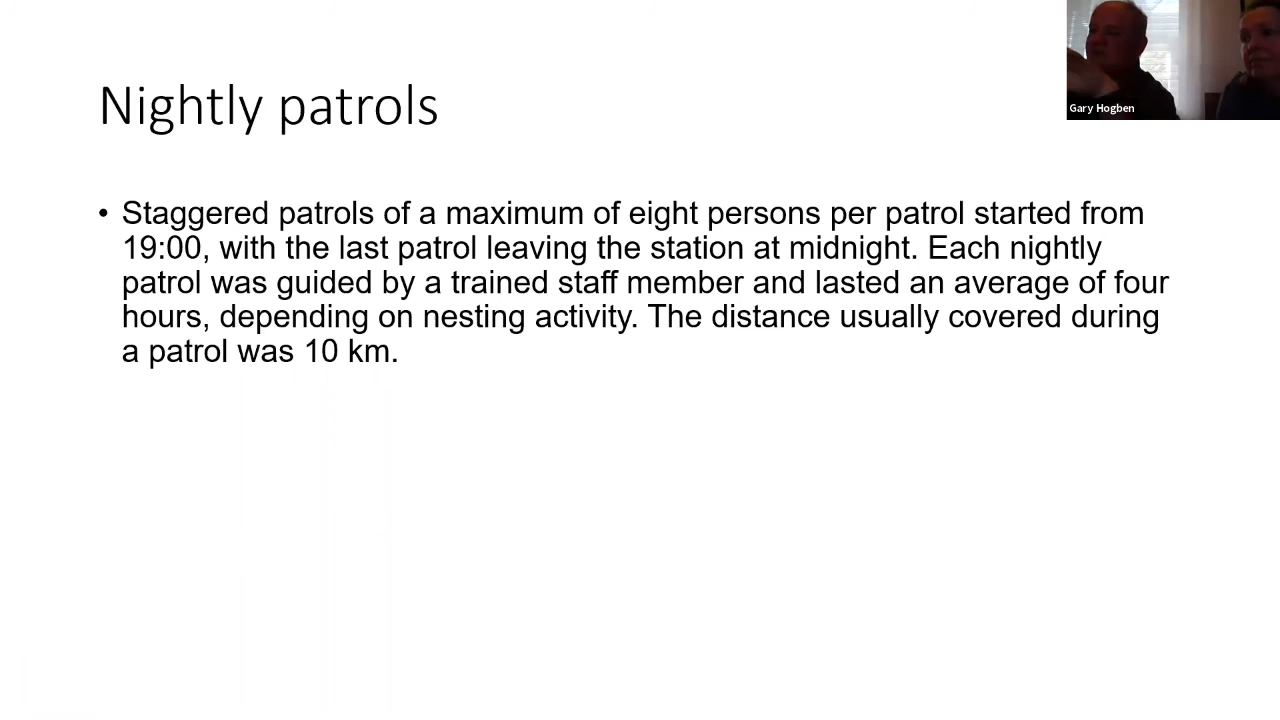 Nightly patrols
Gary Hogben
• Staggered patrols of a maximum of eight persons per patrol started from
19:00, with the last patrol leaving the station at midnight. Each nightly
patrol was guided by a trained staff member and lasted an average of four
hours, depending on nesting activity. The distance usually covered during
a patrol was 10 km.